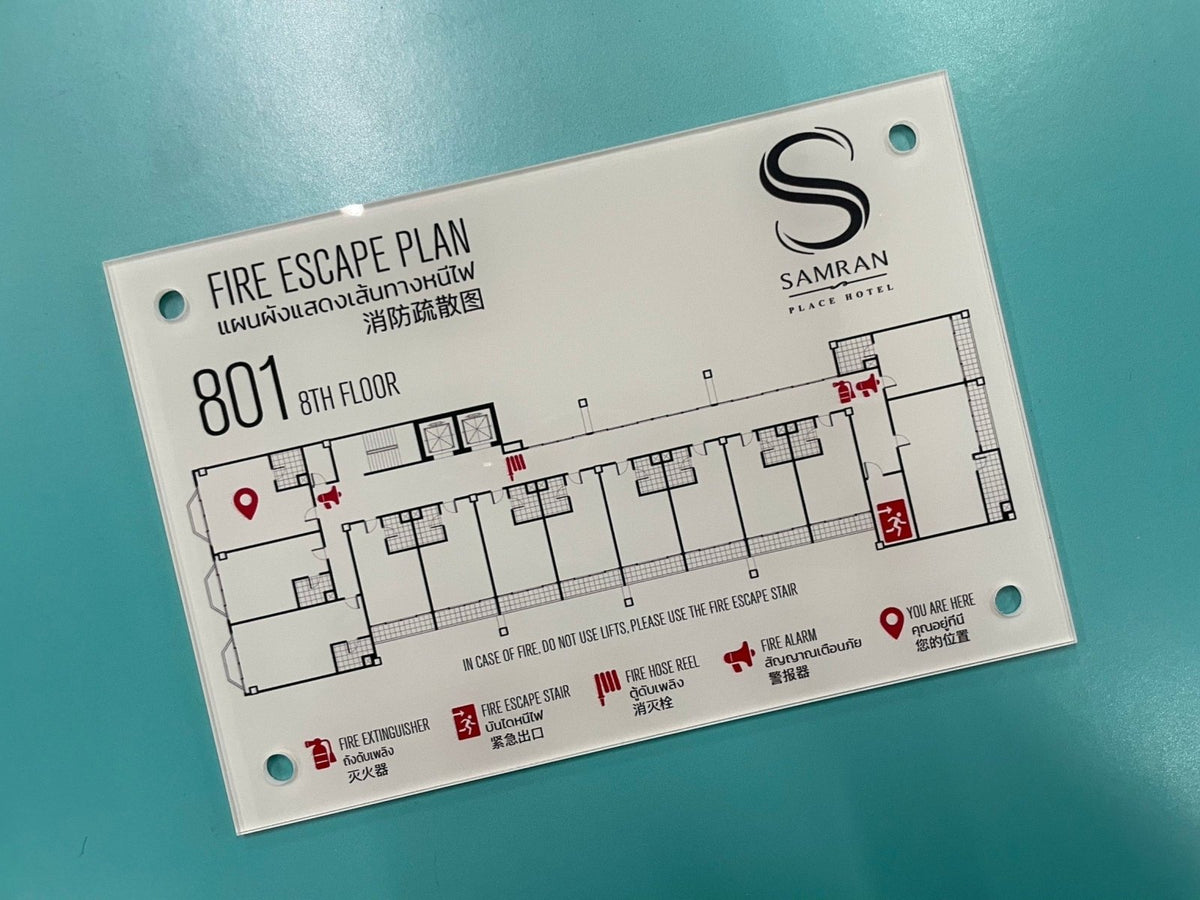 FIRE ESCAPE PLAN
แผนผังแสดงเส้นทางหนีไฟ
消防疏散图
801 8TH FLOOR
S
SAMRAN
PLACE HOTEL
IN CASE OF FIRE, DO NOT USE LIFTS, PLEASE USE THE FIRE ESCAPE STAIR
FIRE EXTINGUISHER
ถังดับเพลิง
灭火器
FIRE ESCAPE STAIR
บันไดหนีไฟ
紧急出口
FIRE HOSE REEL
ตู้ดับเพลิง
消灭栓
FIRE ALARM
สัญญาณเตือนภัย
警报器
YOU ARE HERE
คุณอยู่ที่นี่
您的位置